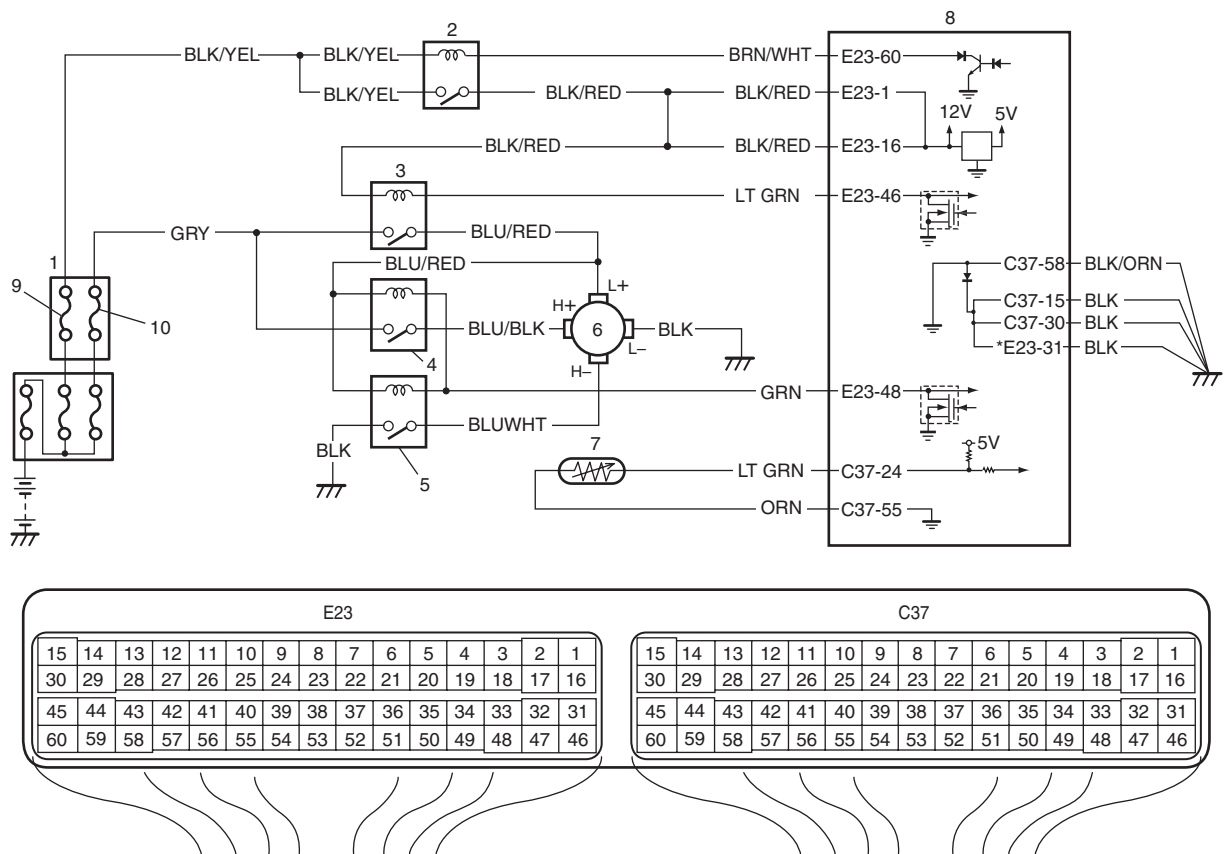 8
2
BLK/YEL BLK/YEL BRN/WHT E23-60
BLK/YEL BLK/RED BLK/RED E23-1
12V 5V
BLK/RED BLK/RED E23-16
3
LT GRN E23-46
GRY BLU/RED
1 BLU/RED C37-58 BLK/ORN
9 10 H+ L+ C37-15 BLK
BLU/BLK 6 BLK C37-30 BLK
L– *E23-31 BLK
4 H–
GRN E23-48
BLUWHT
BLK 7 5V
5 LT GRN C37-24
ORN C37-55
E23 C37
15 14 13 12 11 10 9 8 7 6 5 4 3 2 1 15 14 13 12 11 10 9 8 7 6 5 4 3 2 1
30 29 28 27 26 25 24 23 22 21 20 19 18 17 16 30 29 28 27 26 25 24 23 22 21 20 19 18 17 16
45 44 43 42 41 40 39 38 37 36 35 34 33 32 31 45 44 43 42 41 40 39 38 37 36 35 34 33 32 31
60 59 58 57 56 55 54 53 52 51 50 49 48 47 46 60 59 58 57 56 55 54 53 52 51 50 49 48 47 46